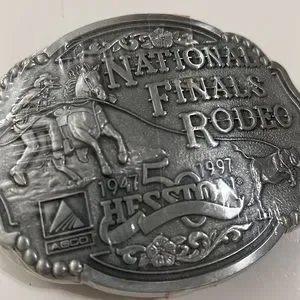 NATIONAL
FINALS
RODEO
1947 50 1997
HESSTON
AGCO